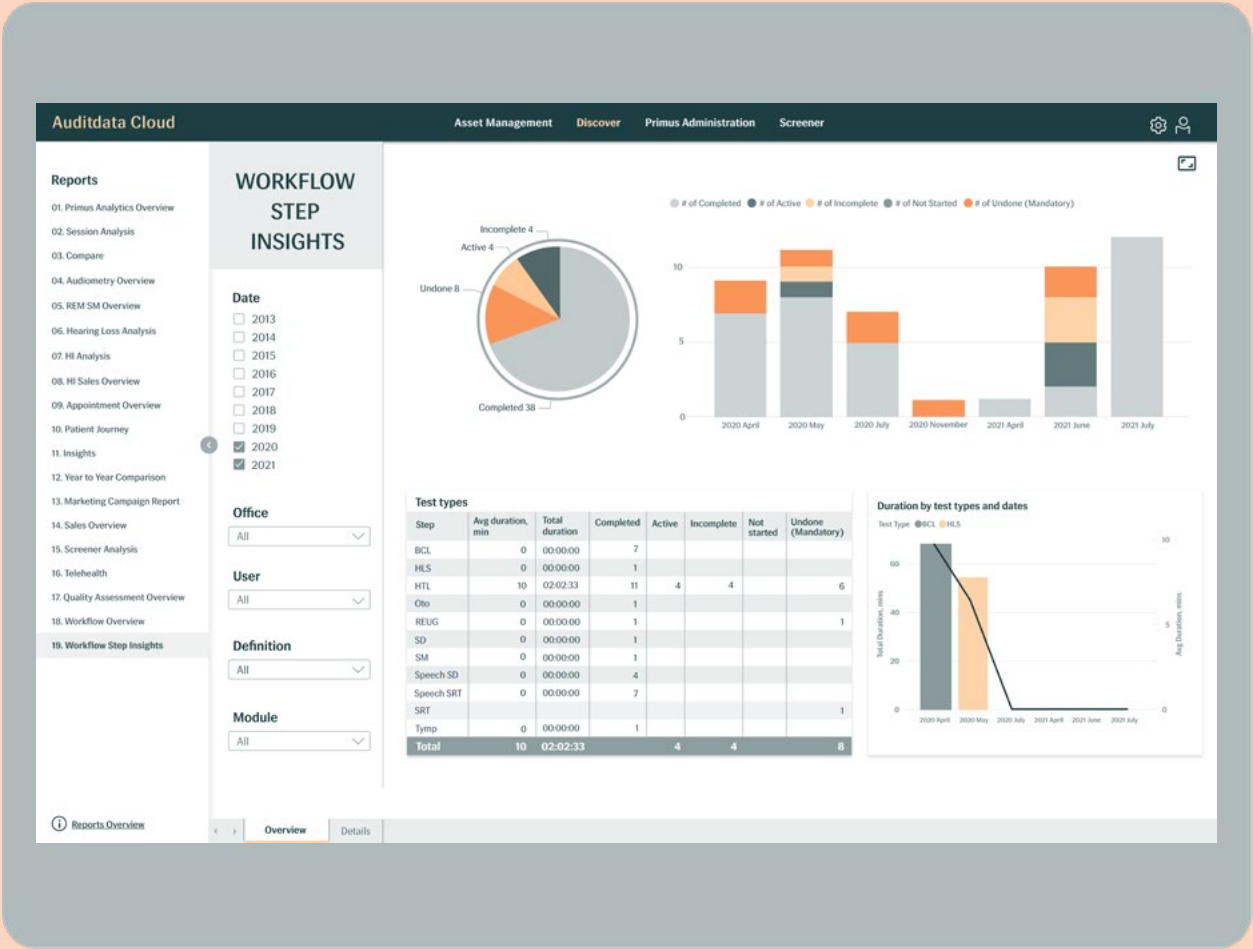 Auditdata Cloud
Asset Management Discover Primus Administration Screener
Reports
01. Primus Analytics Overview
02. Session Analysis
03. Compare
04. Audiometry Overview
05. REM SM Overview
06. Hearing Loss Analysis
07. HI Analysis
08. HI Sales Overview
09. Appointment Overview
10. Patient Journey
11. Insights
12. Year to Year Comparison
13. Marketing Campaign Report
14. Sales Overview
15. Screener Analysis
16. Telehealth
17. Quality Assessment Overview
18. Workflow Overview
19. Workflow Step Insights
Reports Overview
WORKFLOW
STEP
INSIGHTS
Date
2013
2014
2015
2016
2017
2018
2019
2020
2021
Office
All
User
All
Definition
All
Module
All
Overview Details
Incomplete 4
Active 4
Undone 8
Completed 38
# of Completed # of Active # of Incomplete # of Not Started # of Undone (Mandatory)
10
5
0
2020 April 2020 May 2020 July 2020 November 2021 April 2021 June 2021 July
Test types
Step Avg duration, min Total duration Completed Active Incomplete Not started Undone (Mandatory)
BCL 0 00:00:00 7
HLS 0 00:00:00 1
HTL 10 02:02:33 11 4 4 6
Oto 0 00:00:00 1
REUG 0 00:00:00 1 1
SD 0 00:00:00 1
SM 0 00:00:00 1
Speech SD 0 00:00:00 4
Speech SRT 0 00:00:00 7
SRT 1
Tymp 0 00:00:00 1
Total 10 02:02:33 4 4 8
Duration by test types and dates
Test Type BCL HLS
Total Duration, mins
60
40
20
0
10
5
0
Avg Duration, mins
2020 April 2020 May 2020 July 2021 April 2021 June 2021 July